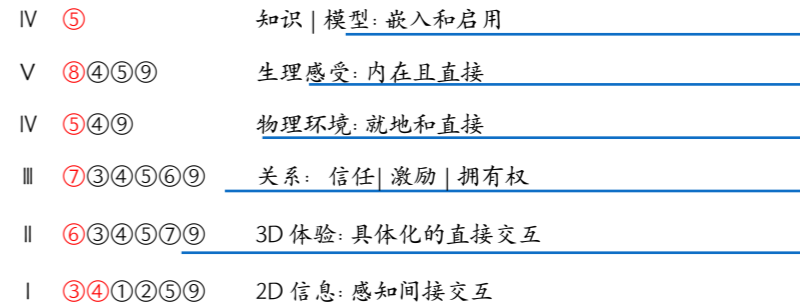 Ⅳ ⑤ 知识 | 模型: 嵌入和启用
Ⅴ ⑧④⑤⑨ 生理感受: 内在且直接
Ⅳ ⑤④⑨ 物理环境: 就地和直接
Ⅲ ⑦③④⑤⑥⑨ 关系: 信任| 激励 | 拥有权
Ⅱ ⑥③④⑤⑦⑨ 3D 体验: 具体化的直接交互
Ⅰ ③④①②⑤⑨ 2D 信息: 感知间接交互